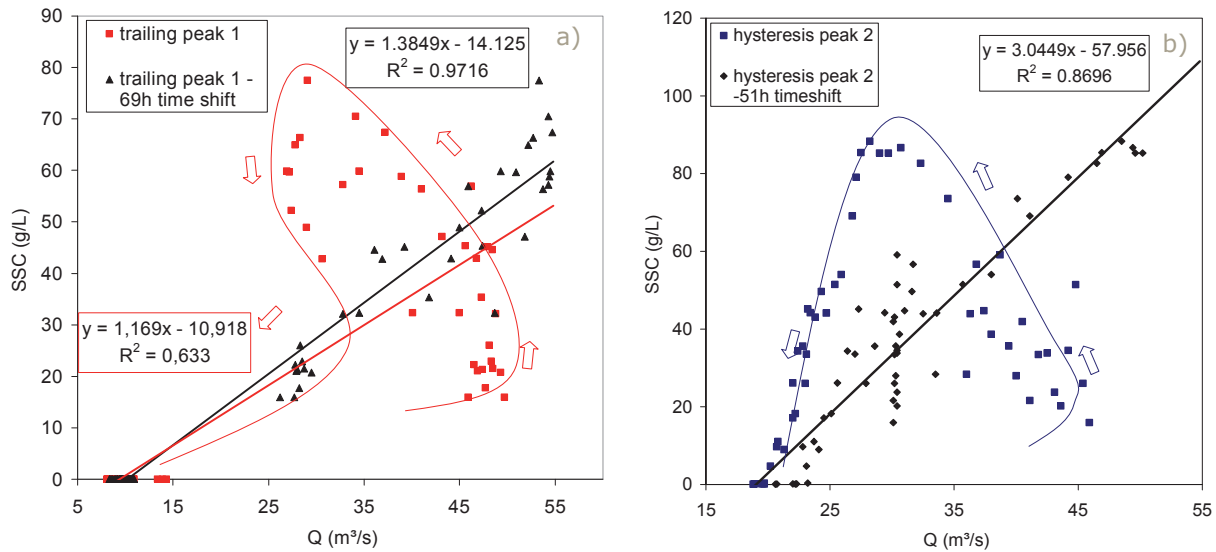 a)
trailing peak 1
trailing peak 1 -
69h time shift
y = 1.3849x - 14.125
R² = 0.9716
y = 1,169x - 10,918
R² = 0,633
SSC (g/L)
90
80
70
60
50
40
30
20
10
0
5 15 25 35 45 55
Q (m³/s)
b)
hysteresis peak 2
hysteresis peak 2
-51h timeshift
y = 3.0449x - 57.956
R² = 0.8696
SSC (g/L)
120
100
80
60
40
20
0
15 25 35 45 55
Q (m³/s)